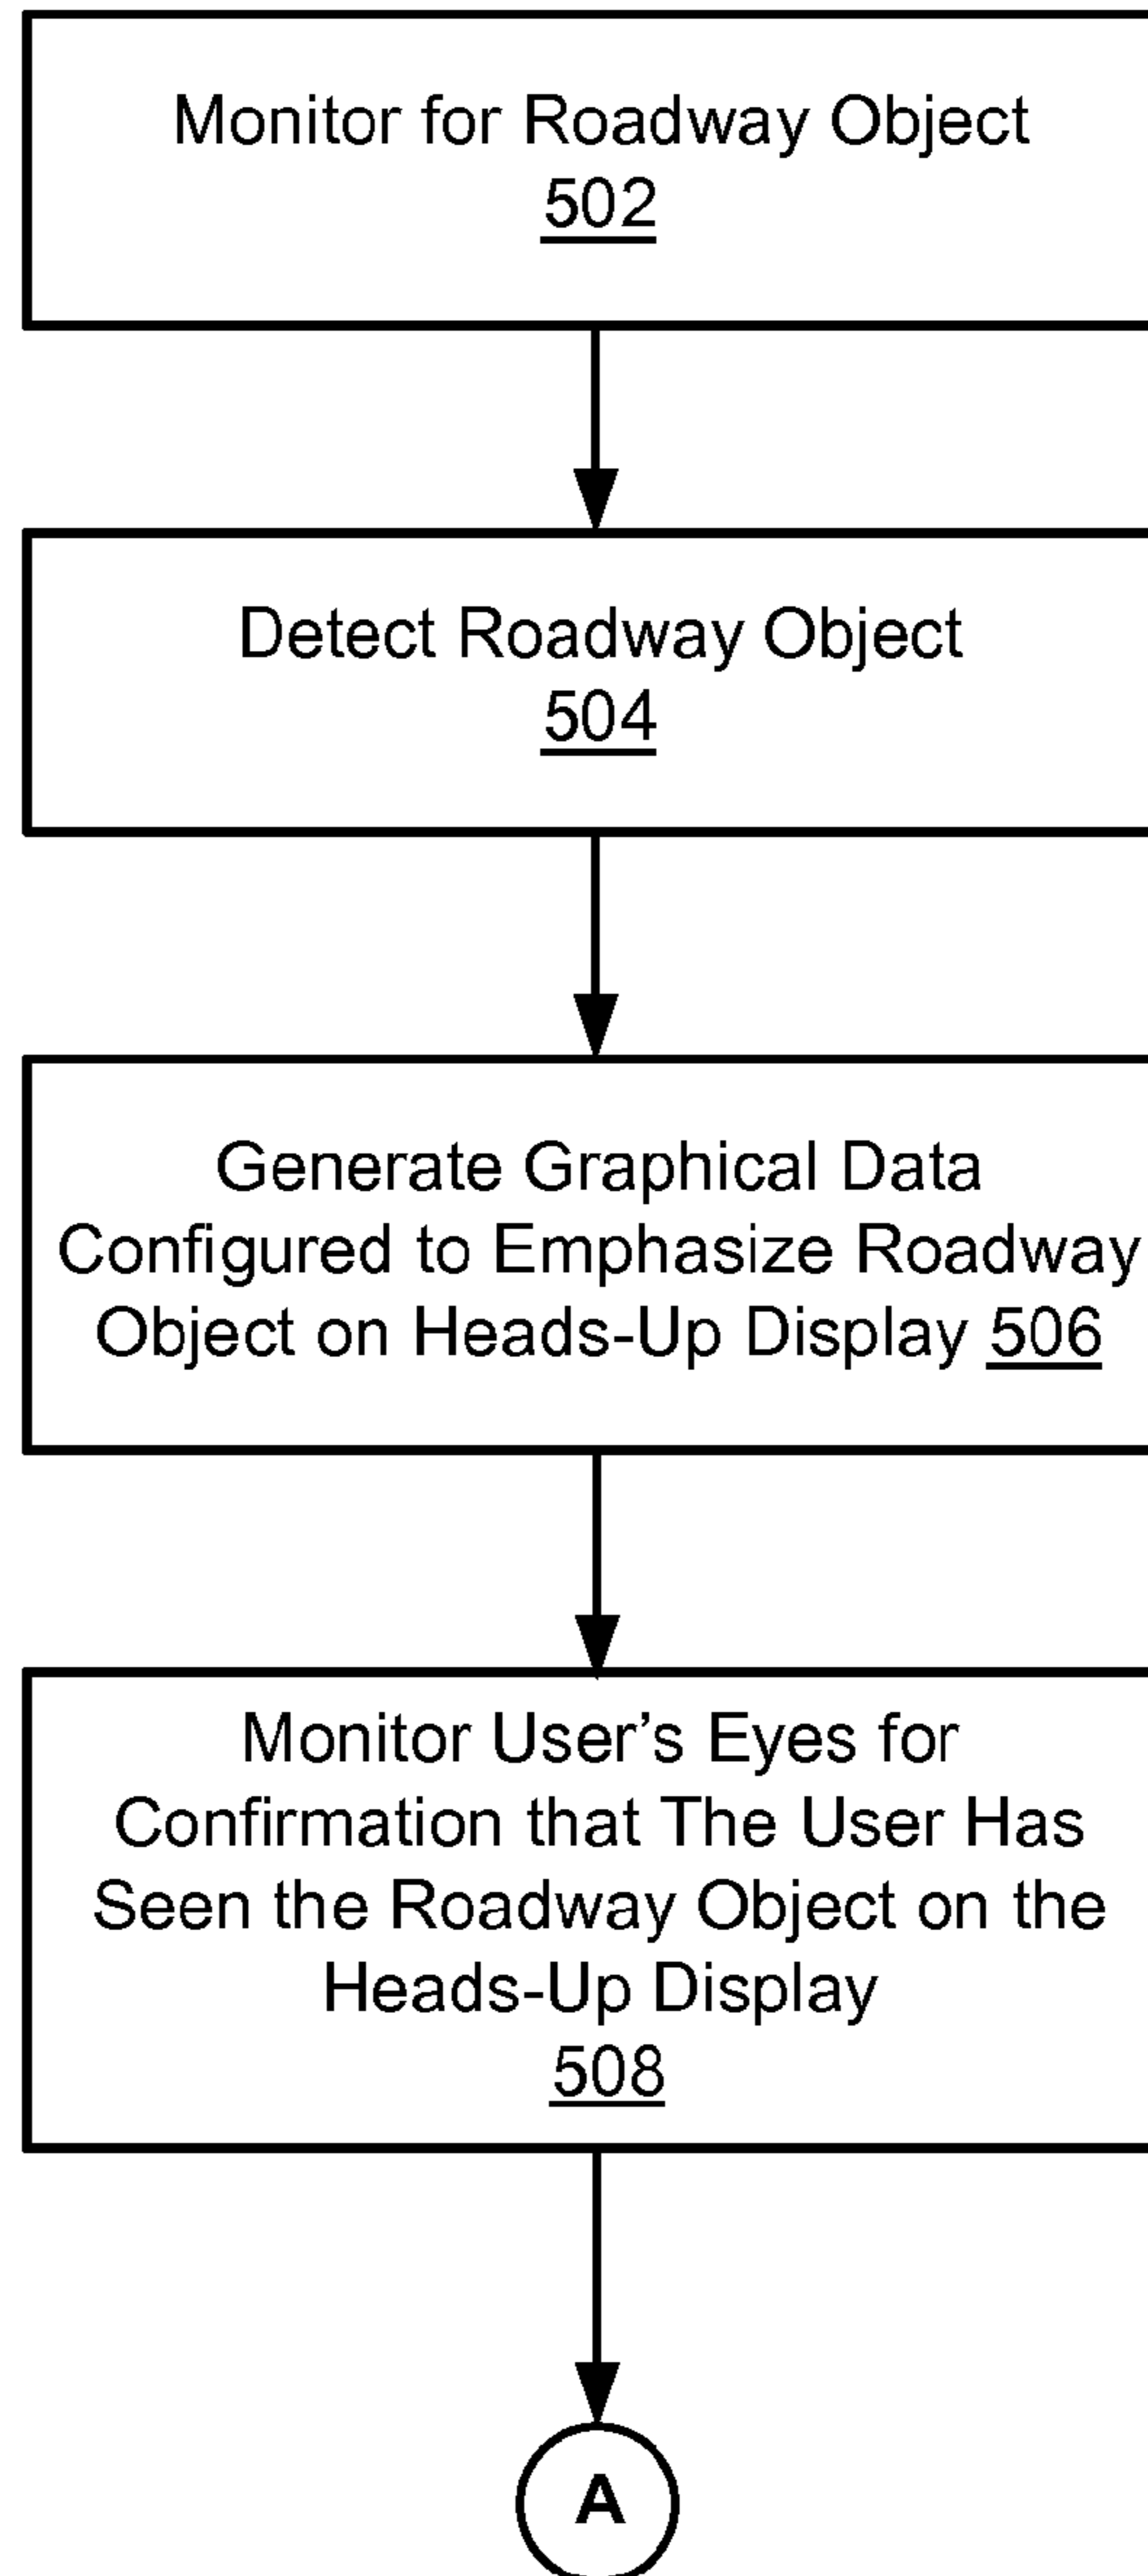 Monitor for Roadway Object
502
Detect Roadway Object
504
Generate Graphical Data
Configured to Emphasize Roadway
Object on Heads-Up Display 506
Monitor User’s Eyes for
Confirmation that The User Has
Seen the Roadway Object on the
Heads-Up Display
508
A